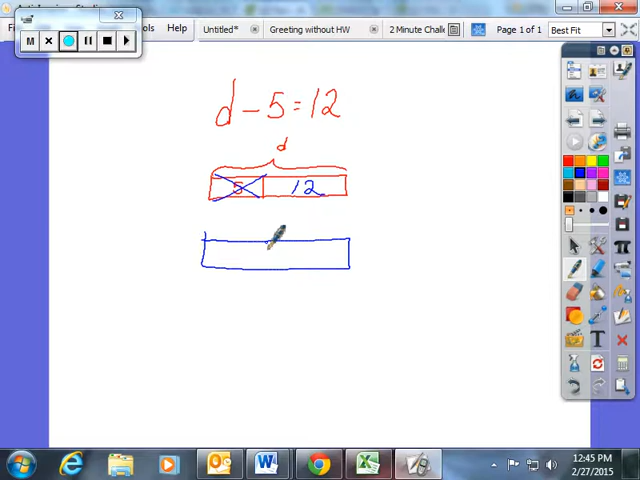 ls
Help
Untitled*
Greeting without HW
2 Minute Challe
Page 1 of 1
Best Fit
d - 5 = 12
d
5 12
12:45 PM
2/27/2015